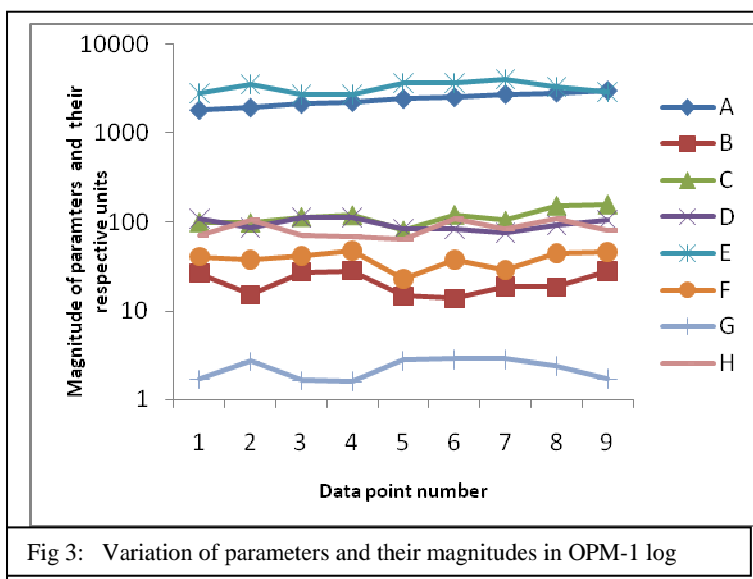 10000
1000
100
10
1
Magnitude of paramters and their
respective units
1 2 3 4 5 6 7 8 9
Data point number
A
B
C
D
E
F
G
H
Fig 3: Variation of parameters and their magnitudes in OPM-1 log